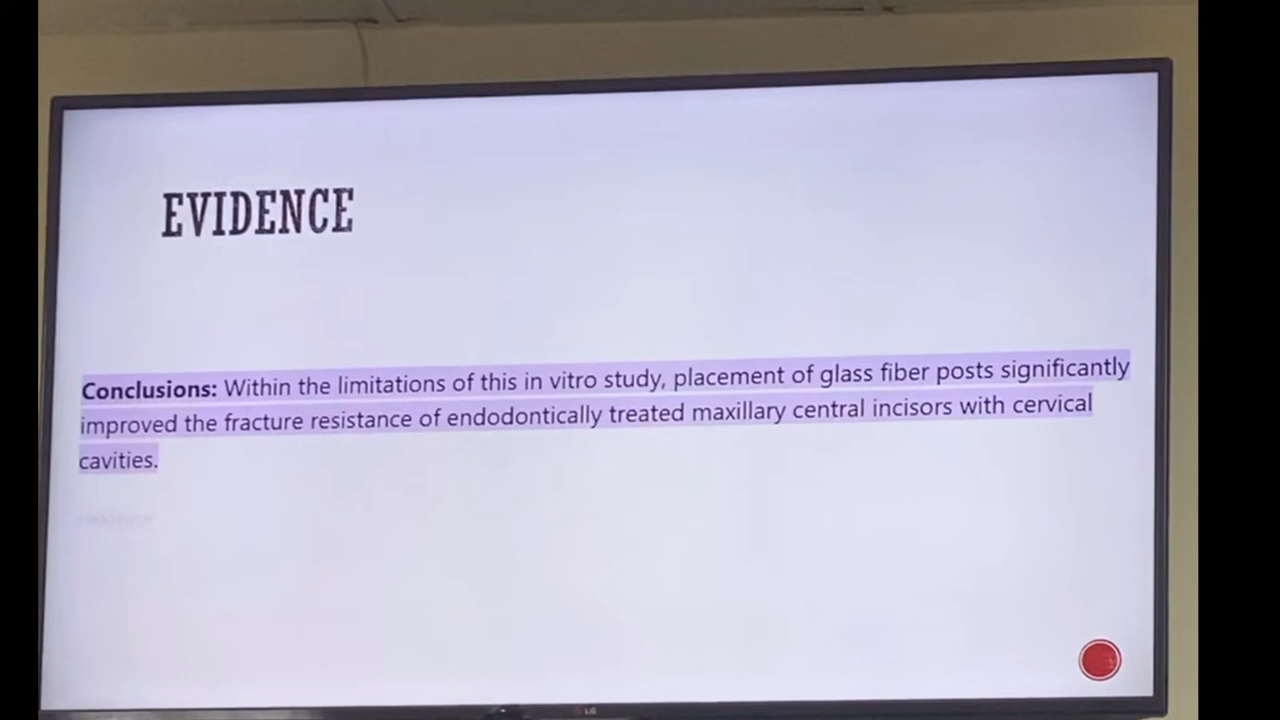 EVIDENCE
Conclusions: Within the limitations of this in vitro study, placement of glass fiber posts significantly
improved the fracture resistance of endodontically treated maxillary central incisors with cervical
cavities.
LG